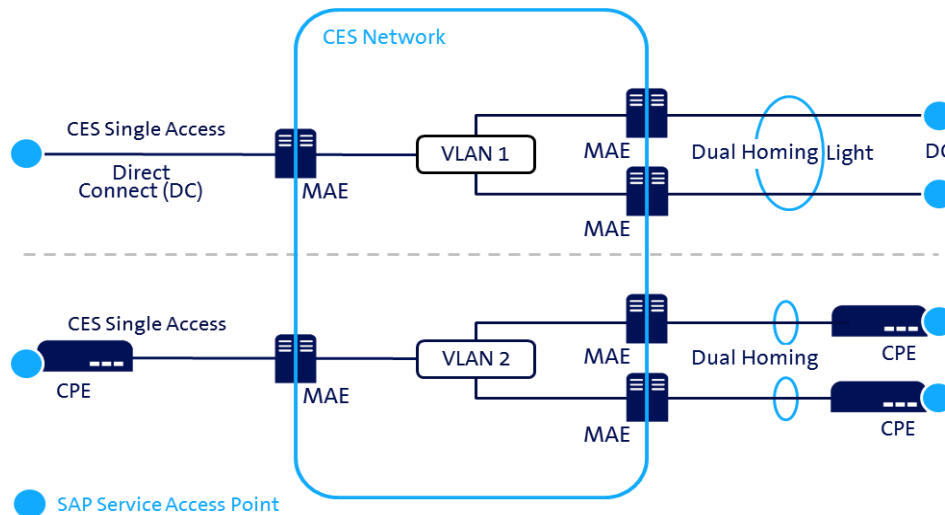 CES Network
CES Single Access
Direct
Connect (DC)
MAE
VLAN 1
MAE
MAE
Dual Homing Light
DC
CES Single Access
CPE
MAE
VLAN 2
MAE
MAE
Dual Homing
CPE
CPE
SAP Service Access Point